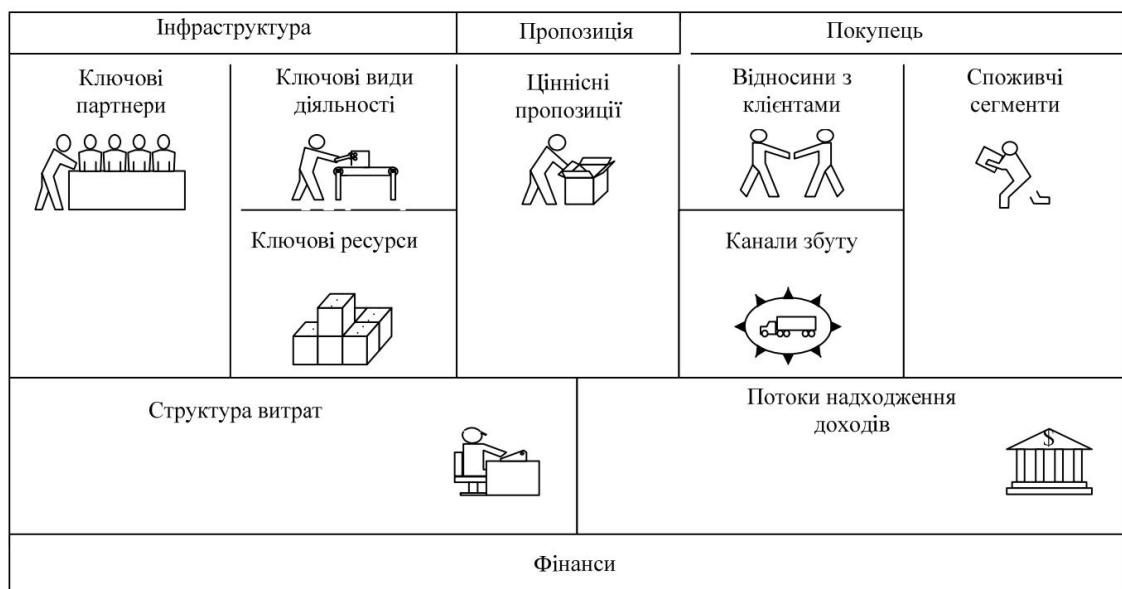 Інфраструктура
Пропозиція
Покупець
Ключові
партнери
Ключові види
діяльності
Ціннісні
пропозиції
Відносини з
клієнтами
Споживчі
сегменти
Ключові ресурси
Канали збуту
Структура витрат
Потоки надходження
доходів
$
Фінанси